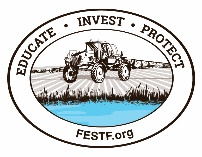 EDUCATE · INVEST · PROTECT
FESTF.org